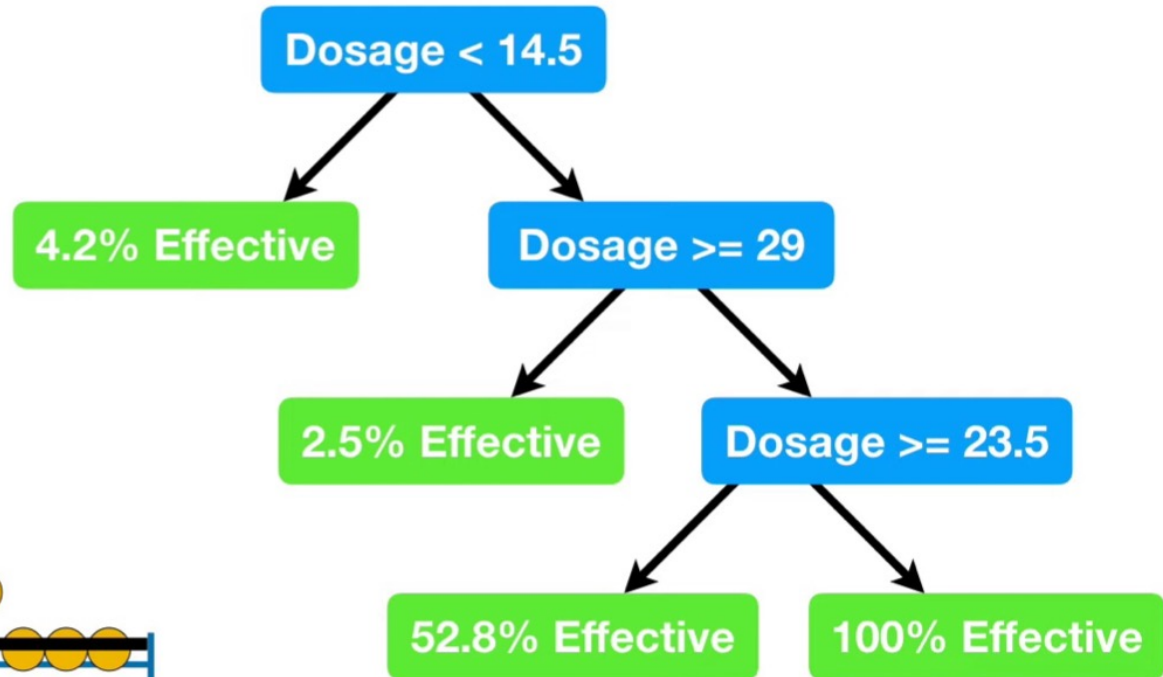 Dosage < 14.5
4.2% Effective
Dosage >= 29
2.5% Effective
Dosage >= 23.5
52.8% Effective
100% Effective